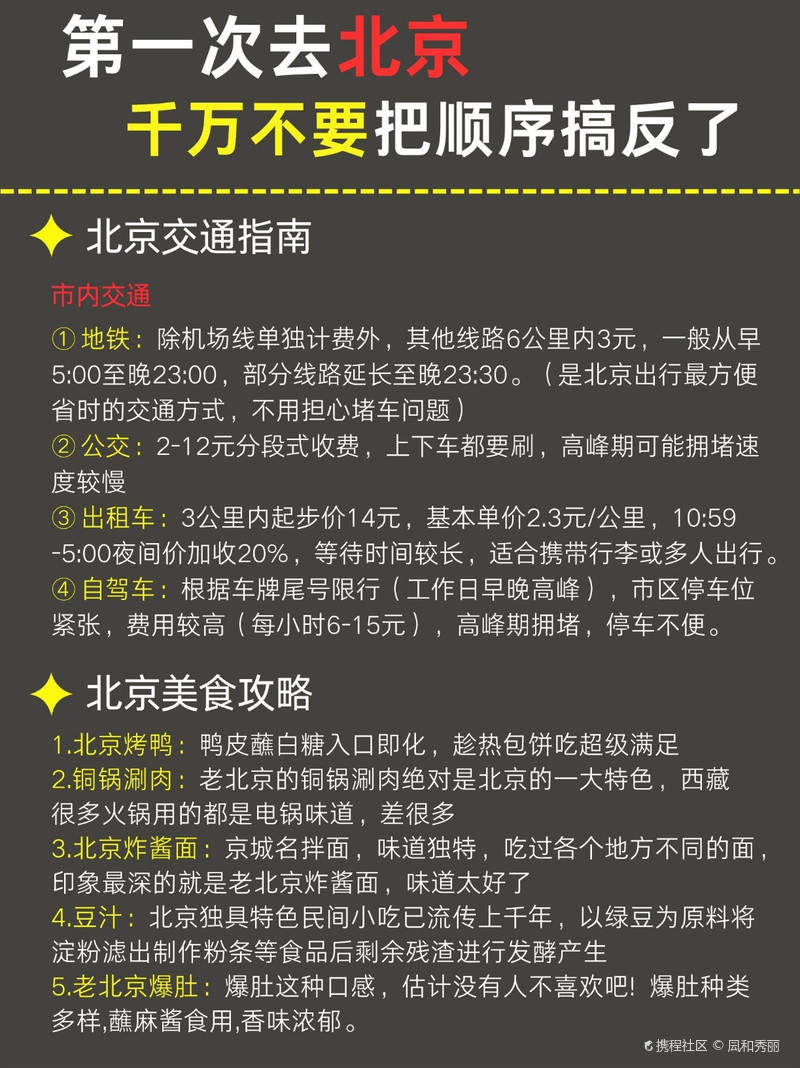 第一次去北京
千万不要把顺序搞反了
北京交通指南
市内交通
①地铁：除机场线单独计费外，其他线路6公里内3元，一般从早
5:00至晚23:00，部分线路延长至晚23:30。（是北京出行最方便
省时的交通方式，不用担心堵车问题）
②公交：2-12元分段式收费，上下车都要刷，高峰期可能拥堵速
度较慢
③出租车：3公里内起步价14元，基本单价2.3元/公里，10:59
-5:00夜间价加收20%，等待时间较长，适合携带行李或多人出行。
④自驾车：根据车牌尾号限行（工作日早晚高峰），市区停车位
紧张，费用较高（每小时6-15元），高峰期拥堵，停车不便。
北京美食攻略
1.北京烤鸭：鸭皮蘸白糖入口即化，趁热包饼吃超级满足
2.铜锅涮肉：老北京的铜锅涮肉绝对是北京的一大特色，西藏
很多火锅用的都是电锅味道，差很多
3.北京炸酱面：京城名拌面，味道独特，吃过各个地方不同的面，
印象最深的就是老北京炸酱面，味道太好了
4.豆汁：北京独具特色民间小吃已流传上千年，以绿豆为原料将
淀粉滤出制作粉条等食品后剩余残渣进行发酵产生
5.老北京爆肚：爆肚这种口感，估计没有人不喜欢吧！爆肚种类
多样,蘸麻酱食用,香味浓郁。
携程社区 © 凮和秀丽